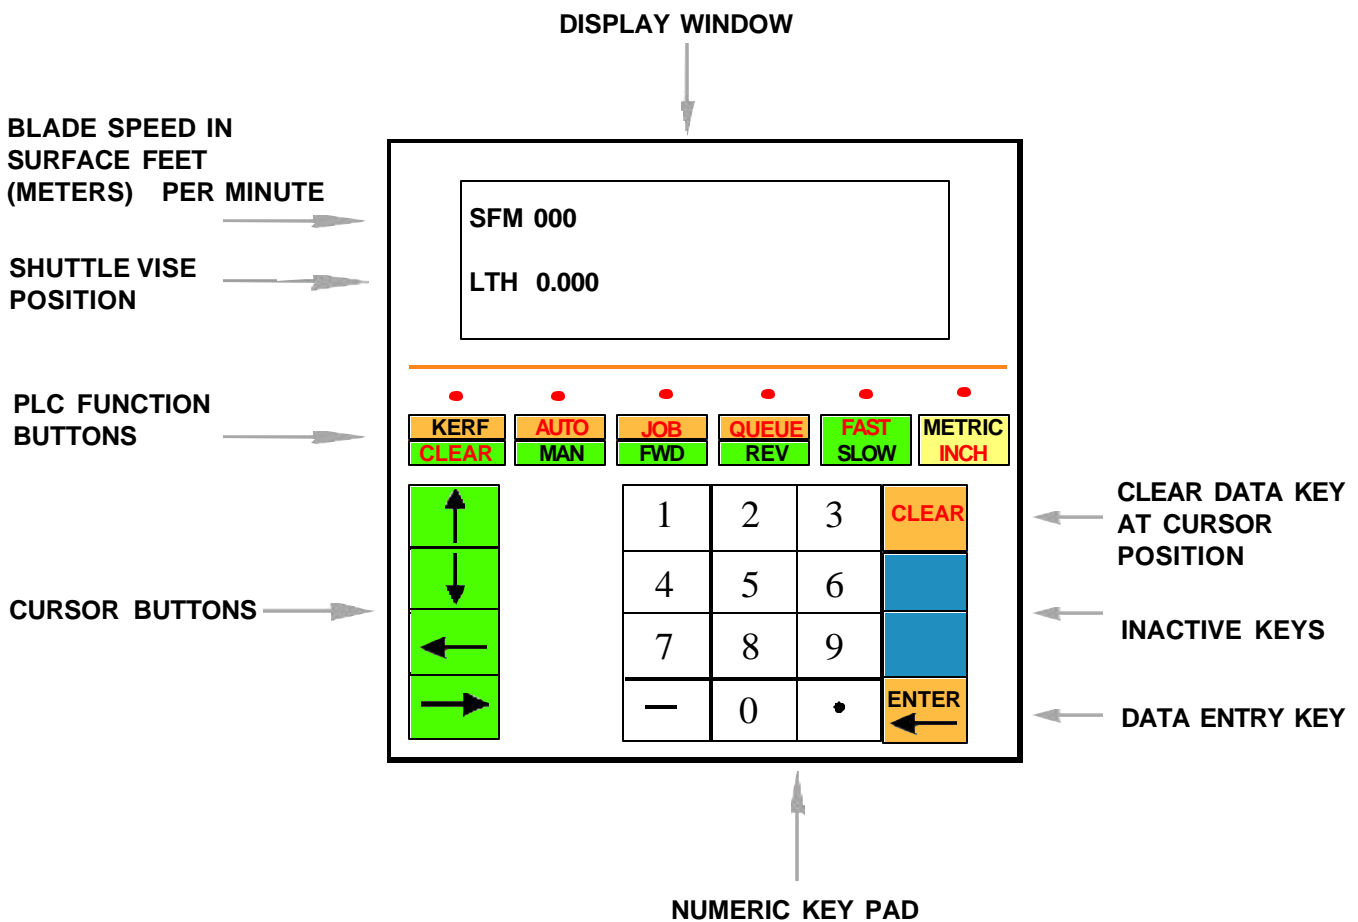 DISPLAY WINDOW
BLADE SPEED IN
SURFACE FEET
(METERS) PER MINUTE
SFM 000
SHUTTLE VISE
POSITION
LTH 0.000
PLC FUNCTION
BUTTONS
KERF AUTO JOB QUEUE FAST METRIC
CLEAR MAN FWD REV SLOW INCH
1 2 3 CLEAR
CLEAR DATA KEY
AT CURSOR
POSITION
4 5 6
CURSOR BUTTONS
INACTIVE KEYS
7 8 9
— 0 • ENTER
DATA ENTRY KEY
NUMERIC KEY PAD